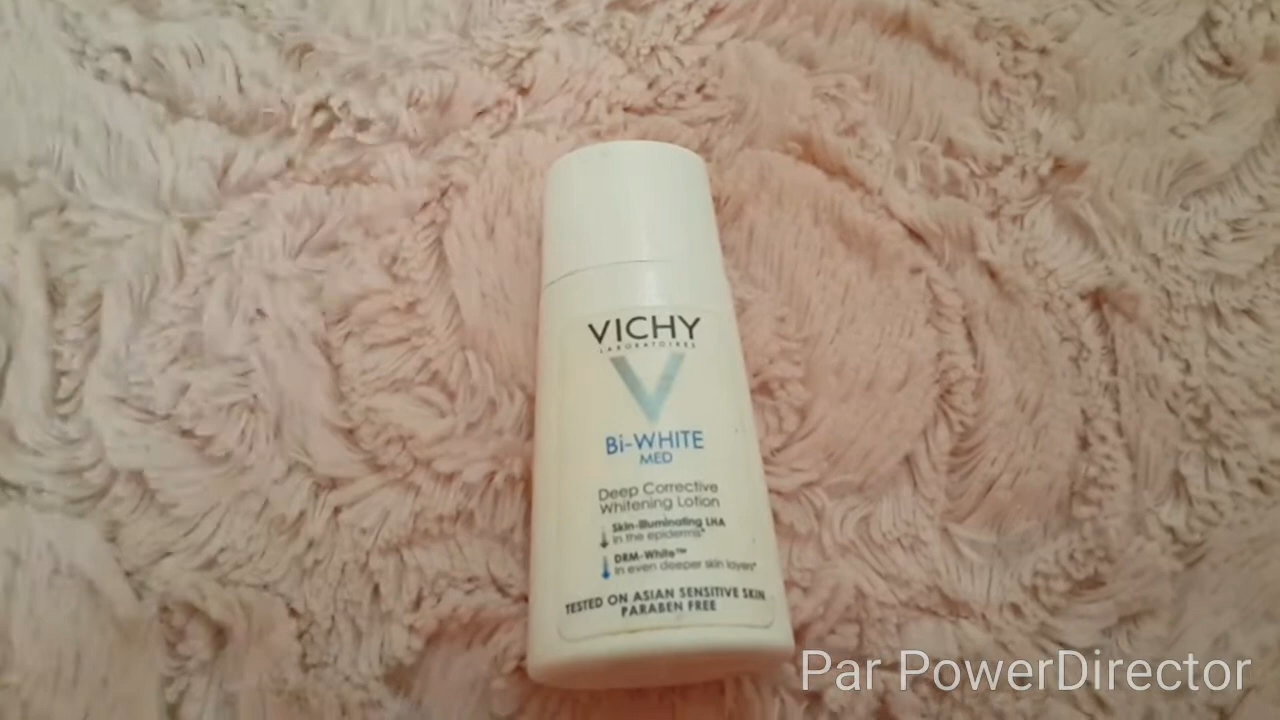 VICHY
LABORATOIRES
V
Bi-WHITE
MED
Deep Corrective
Whitening Lotion
Skin-illuminating LHA
in the epidermis*
DRM-White™
in even deeper skin layers*
TESTED ON ASIAN SENSITIVE SKIN
PARABEN FREE
Par PowerDirector